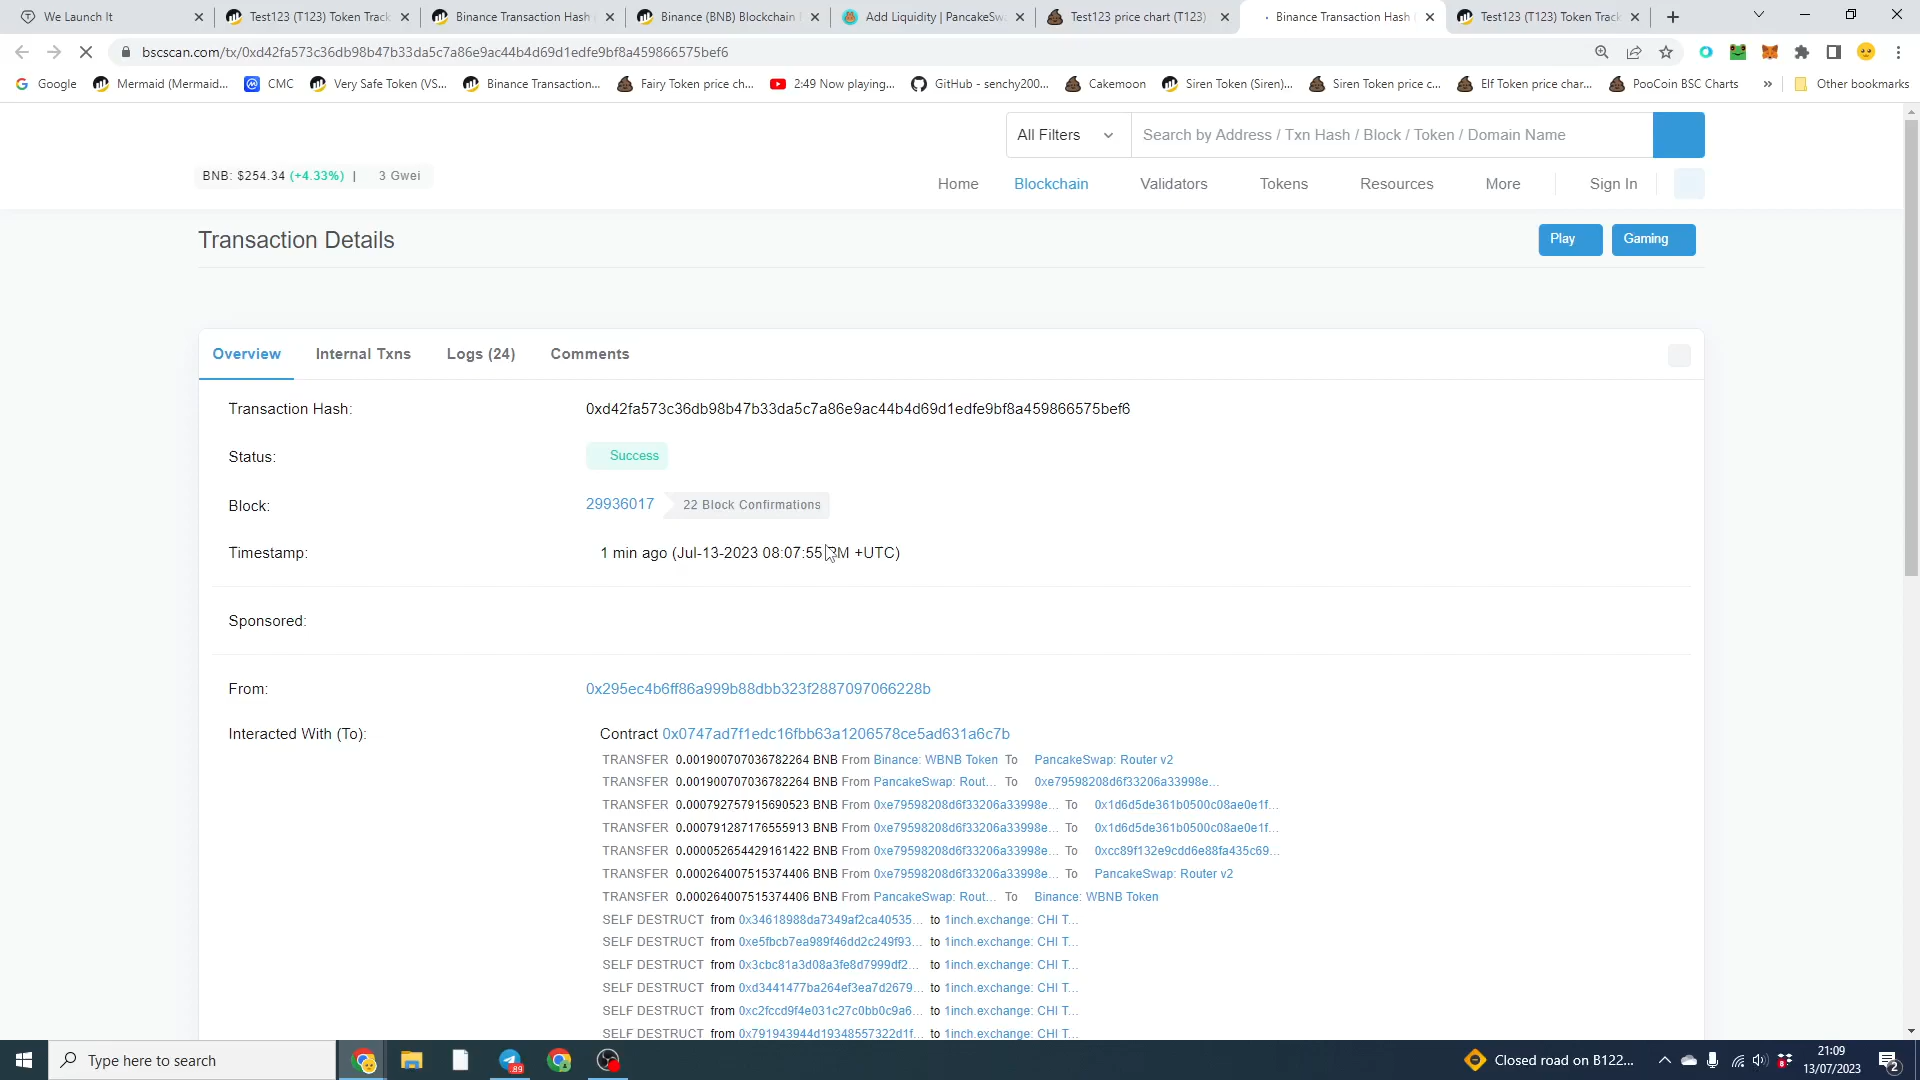 We Launch It
Test123 (T123) Token Track
Binance Transaction Hash
Binance (BNB) Blockchain
Add Liquidity | PancakeSw
Test123 price chart (T123)
Binance Transaction Hash
Test123 (T123) Token Track
bscscan.com/tx/0xd42fa573c36db98b47b33da5c7a86e9ac44b4d69d1edfe9bf8a459866575bef6
Google
Mermaid (Mermaid...
CMC
Very Safe Token (VS...
Binance Transaction...
Fairy Token price ch...
2:49 Now playing...
GitHub - senchy200...
Cakemoon
Siren Token (Siren)...
Siren Token price c...
Elf Token price char...
PooCoin BSC Charts
»
Other bookmarks
All Filters
Search by Address / Txn Hash / Block / Token / Domain Name
BNB: $254.34 (+4.33%) | 3 Gwei
Home Blockchain Validators Tokens Resources More Sign In
Transaction Details
Play
Gaming
Overview Internal Txns Logs (24) Comments
Transaction Hash: 0xd42fa573c36db98b47b33da5c7a86e9ac44b4d69d1edfe9bf8a459866575bef6
Status: Success
Block: 29936017 22 Block Confirmations
Timestamp: 1 min ago (Jul-13-2023 08:07:55 PM +UTC)
Sponsored:
From: 0x295ec4b6ff86a999b88dbb323f2887097066228b
Interacted With (To): Contract 0x0747ad7f1edc16fbb63a1206578ce5ad631a6c7b
TRANSFER 0.001900707036782264 BNB From Binance: WBNB Token To PancakeSwap: Router v2
TRANSFER 0.001900707036782264 BNB From PancakeSwap: Rout... To 0xe79598208d6f33206a33998e...
TRANSFER 0.000792757915690523 BNB From 0xe79598208d6f33206a33998e... To 0x1d6d5de361b0500c08ae0e1f...
TRANSFER 0.000791287176555913 BNB From 0xe79598208d6f33206a33998e... To 0x1d6d5de361b0500c08ae0e1f...
TRANSFER 0.000052654429161422 BNB From 0xe79598208d6f33206a33998e... To 0xcc89f132e9cdd6e88fa435c69...
TRANSFER 0.000264007515374406 BNB From 0xe79598208d6f33206a33998e... To PancakeSwap: Router v2
TRANSFER 0.000264007515374406 BNB From PancakeSwap: Rout... To Binance: WBNB Token
SELF DESTRUCT from 0x34618988da7349af2ca40535... to 1inch.exchange: CHI T...
SELF DESTRUCT from 0xe5fbcb7ea989f46dd2c249f93... to 1inch.exchange: CHI T...
SELF DESTRUCT from 0x3cbc81a3d08a3fe8d7999df2... to 1inch.exchange: CHI T...
SELF DESTRUCT from 0xd3441477ba264ef3ea7d2679... to 1inch.exchange: CHI T...
SELF DESTRUCT from 0xc2fccd9f4e031c27c0bb0c9a6... to 1inch.exchange: CHI T...
SELF DESTRUCT from 0x791943944d19348557322d1f... to 1inch.exchange: CHI T...
Type here to search
89
Closed road on B122...
21:09
13/07/2023
2